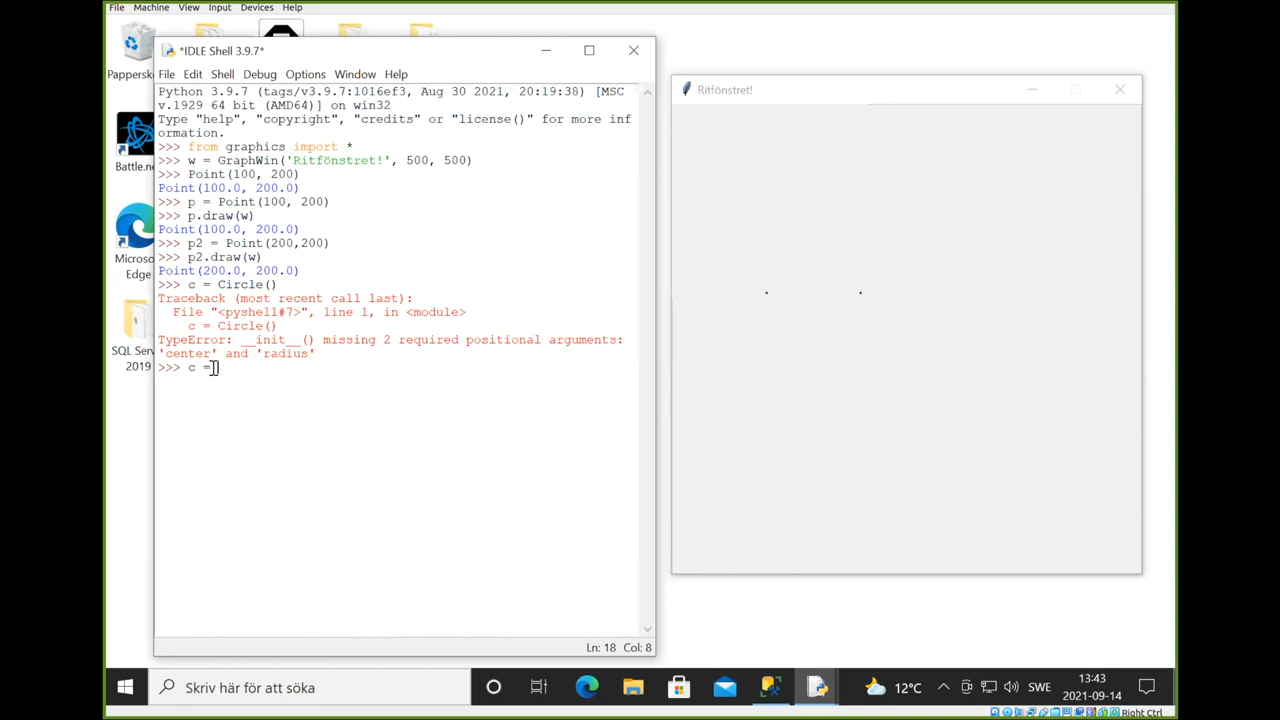 File Machine View Input Devices Help
Papperske
Battle.ne
Microso
Edge
SQL Serv
2019
*IDLE Shell 3.9.7*
File Edit Shell Debug Options Window Help
Python 3.9.7 (tags/v3.9.7:1016ef3, Aug 30 2021, 20:19:38) [MSC
v.1929 64 bit (AMD64)] on win32
Type "help", "copyright", "credits" or "license()" for more inf
ormation.
>>> from graphics import *
>>> w = GraphWin('Ritfönstret!', 500, 500)
>>> Point(100, 200)
Point(100.0, 200.0)
>>> p = Point(100, 200)
>>> p.draw(w)
Point(100.0, 200.0)
>>> p2 = Point(200,200)
>>> p2.draw(w)
Point(200.0, 200.0)
>>> c = Circle()
Traceback (most recent call last):
  File "<pyshell#7>", line 1, in <module>
    c = Circle()
TypeError: __init__() missing 2 required positional arguments:
'center' and 'radius'
>>> c =
Ln: 18 Col: 8
Ritfönstret!
Skriv här för att söka
12°C
SWE
13:43
2021-09-14
Right Ctrl